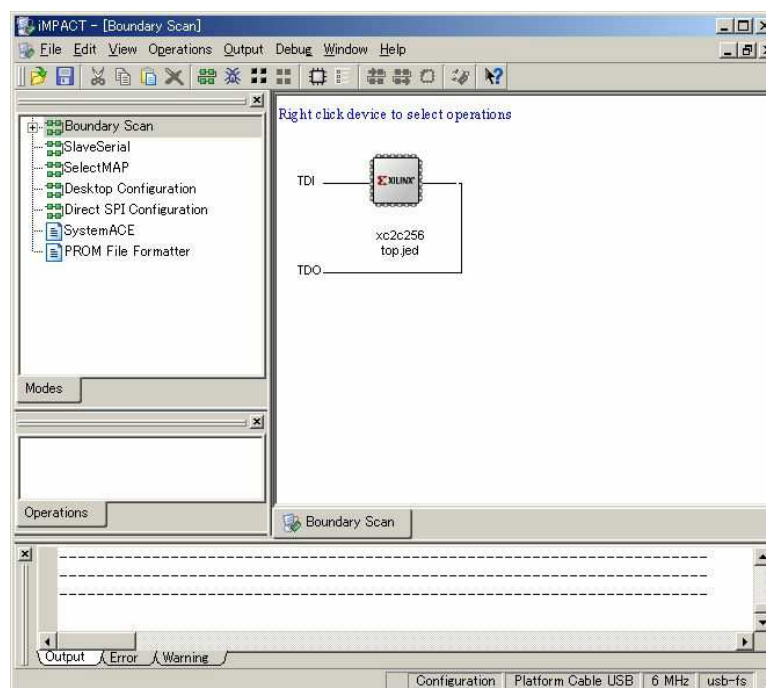 iMPACT - [Boundary Scan]
File Edit View Operations Output Debug Window Help
Boundary Scan
SlaveSerial
SelectMAP
Desktop Configuration
Direct SPI Configuration
SystemACE
PROM File Formatter
Modes
Operations
Right click device to select operations
TDI
XILINX
xc2c256
top.jed
TDO
Boundary Scan
Output Error Warning
Configuration Platform Cable USB 6 MHz usb-fs